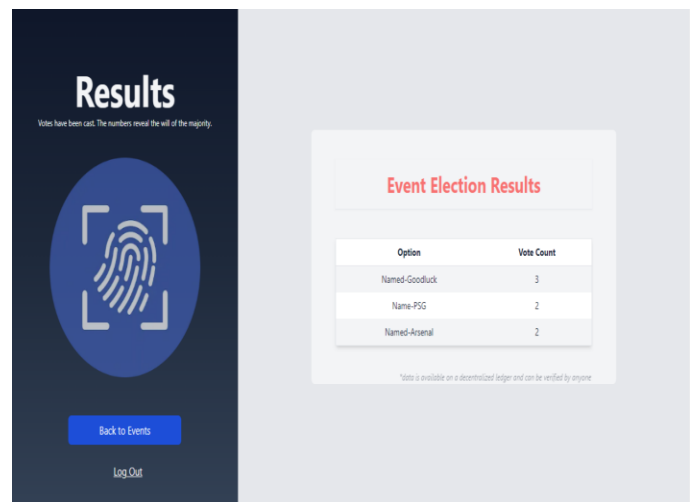 Results
Votes have been cast. The numbers reveal the will of the majority.
Back to Events
Log Out
Event Election Results
Option Vote Count
Named-Goodluck 3
Name-PSG 2
Named-Arsenal 2
*data is available on a decentralized ledger and can be verified by anyone